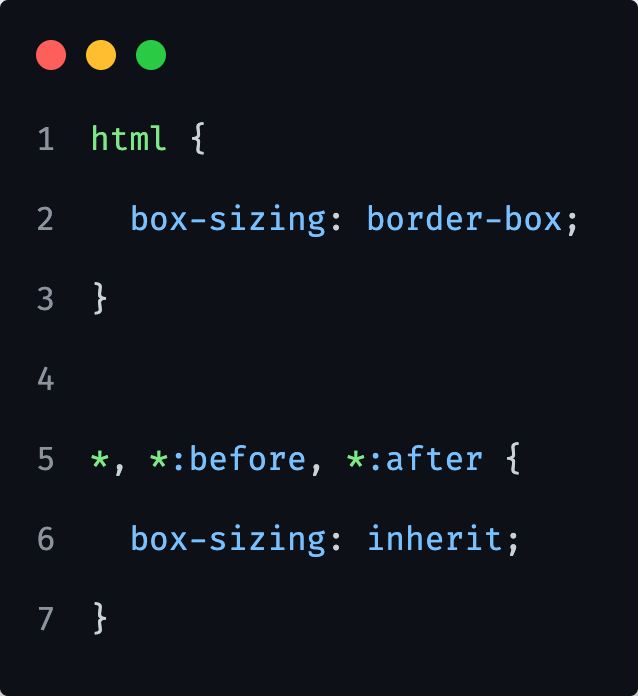 1 html {
2   box-sizing: border-box;
3 }
4
5 *, *:before, *:after {
6   box-sizing: inherit;
7 }